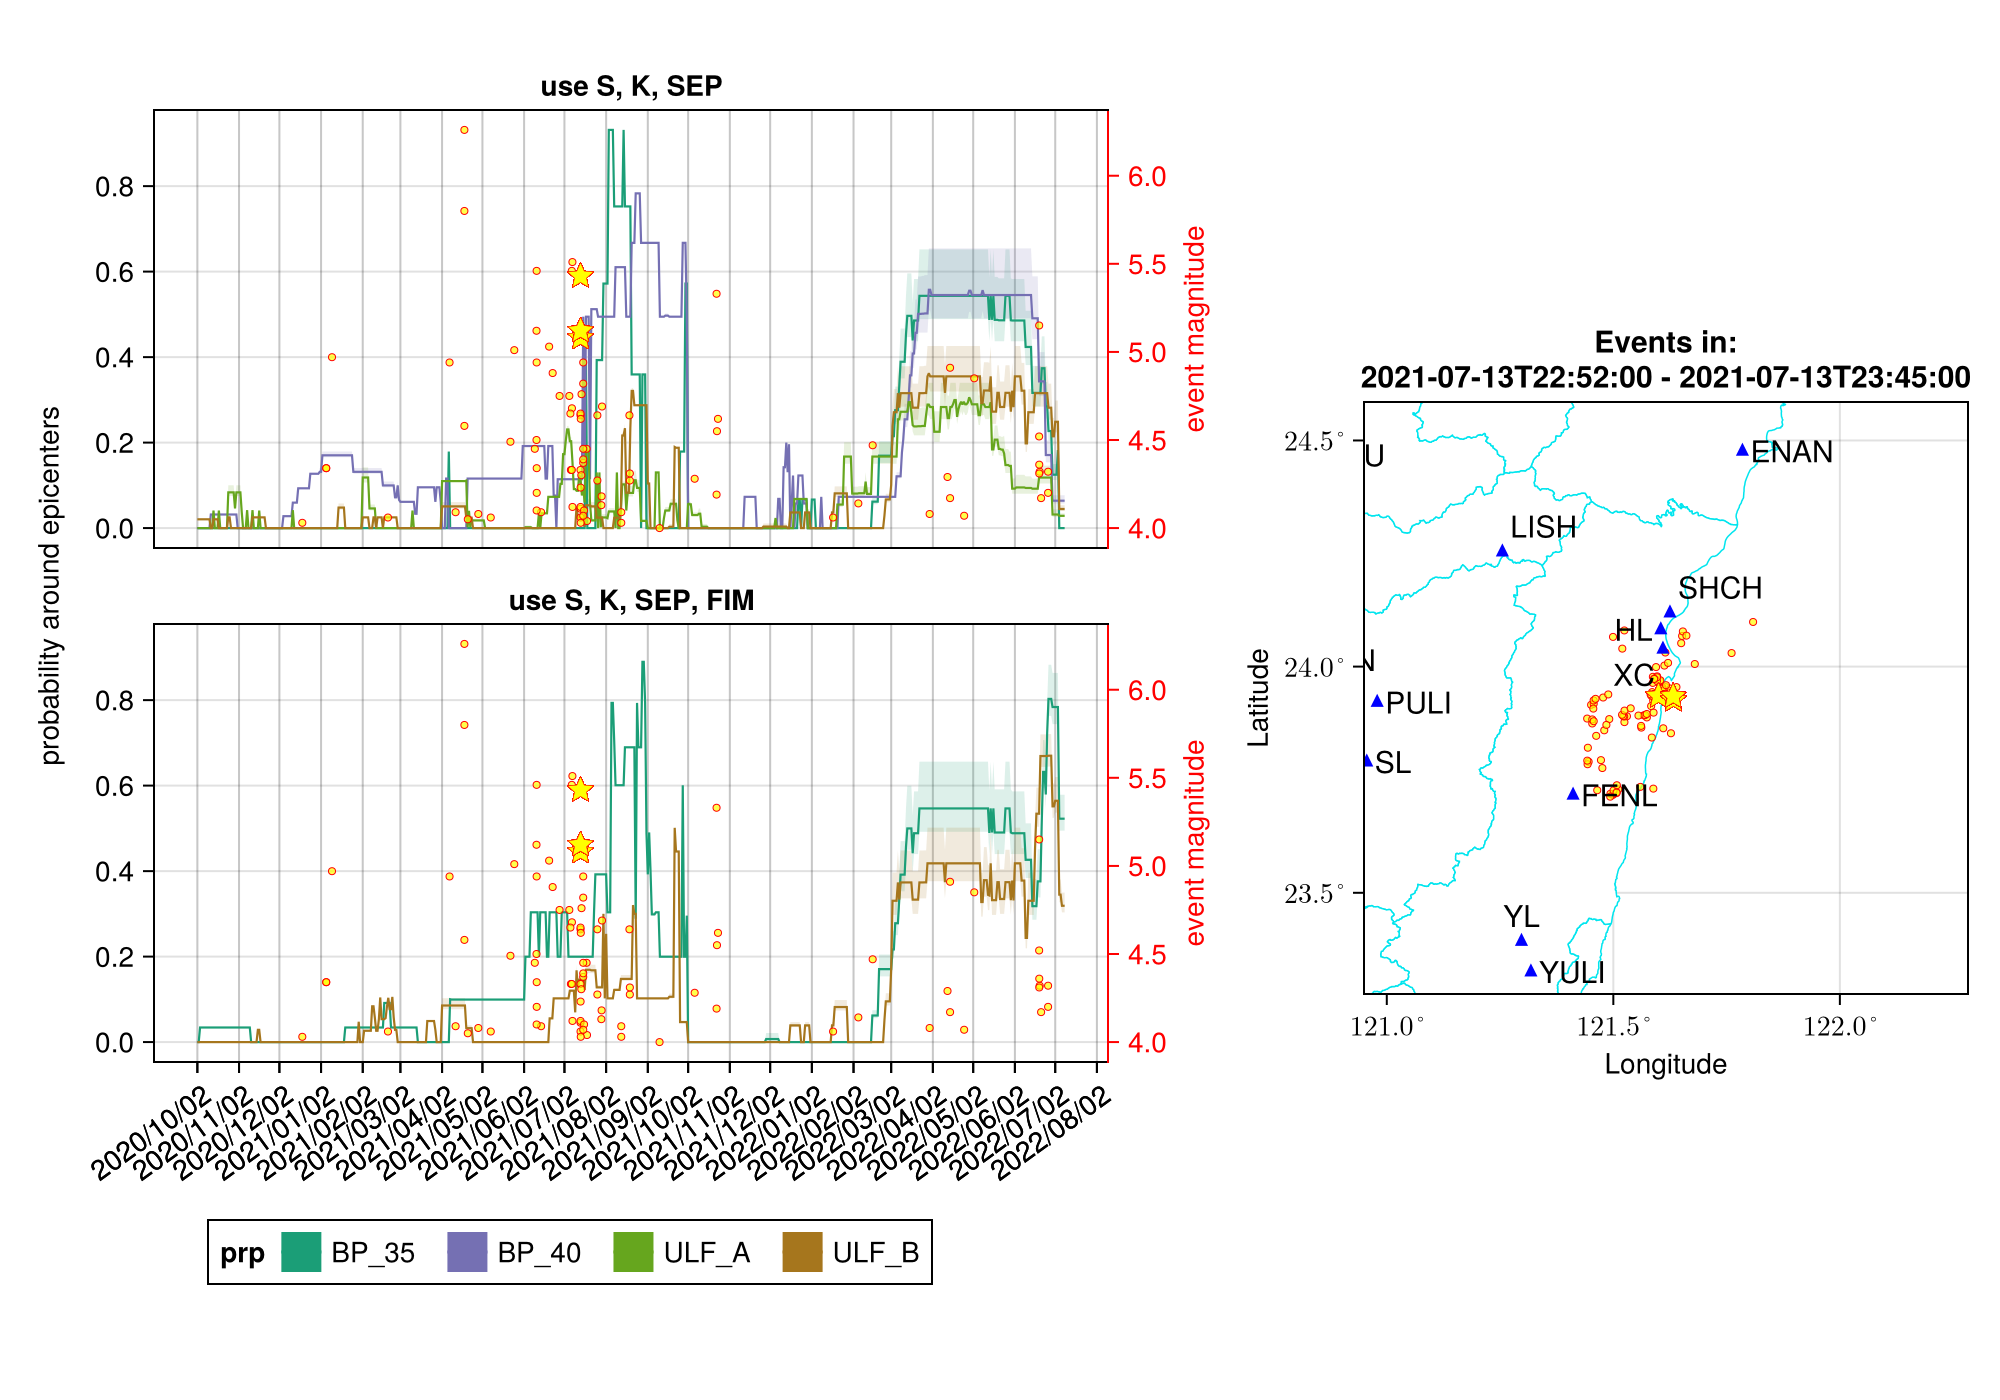 use S, K, SEP
0.8
0.6
0.4
0.2
0.0
6.0
5.5
5.0
4.5
4.0
event magnitude
probability around epicenters
use S, K, SEP, FIM
0.8
0.6
0.4
0.2
0.0
6.0
5.5
5.0
4.5
4.0
event magnitude
2020/10/02
2020/11/02
2020/12/02
2021/01/02
2021/02/02
2021/03/02
2021/04/02
2021/05/02
2021/06/02
2021/07/02
2021/08/02
2021/09/02
2021/10/02
2021/11/02
2021/12/02
2022/01/02
2022/02/02
2022/03/02
2022/04/02
2022/05/02
2022/06/02
2022/07/02
2022/08/02
prp BP_35 BP_40 ULF_A ULF_B
Events in:
2021-07-13T22:52:00 - 2021-07-13T23:45:00
24.5°
24.0°
23.5°
Latitude
U
ENAN
LISH
SHCH
HL
N
XC
PULI
SL
FENL
YL
YULI
121.0°
121.5°
122.0°
Longitude